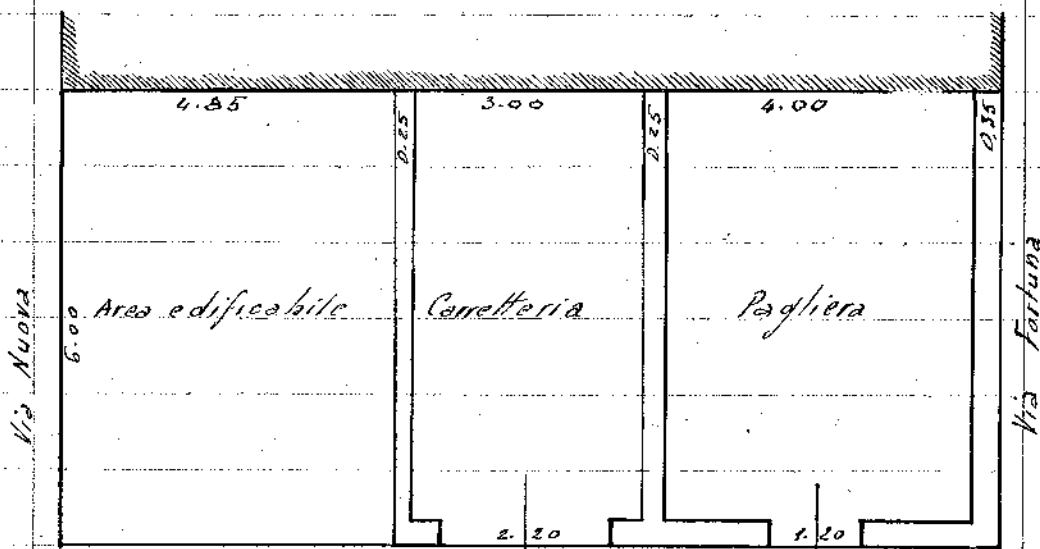 4.85
3.00
4.00
0.25
0.25
0,35
Via Nuova
6.00
Area edificabile
Carretteria
Pagliera
Via Fortuna
2.20
1.20